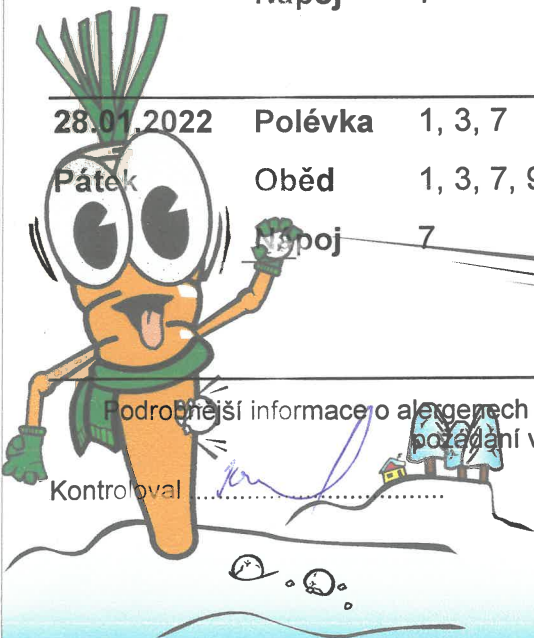 Nápoj
28.01.2022 Polévka 1, 3, 7
Pátek Oběd 1, 3, 7, 9
Nápoj 7
Podrobnější informace o alergenech
požádání v
Kontroloval ............................................